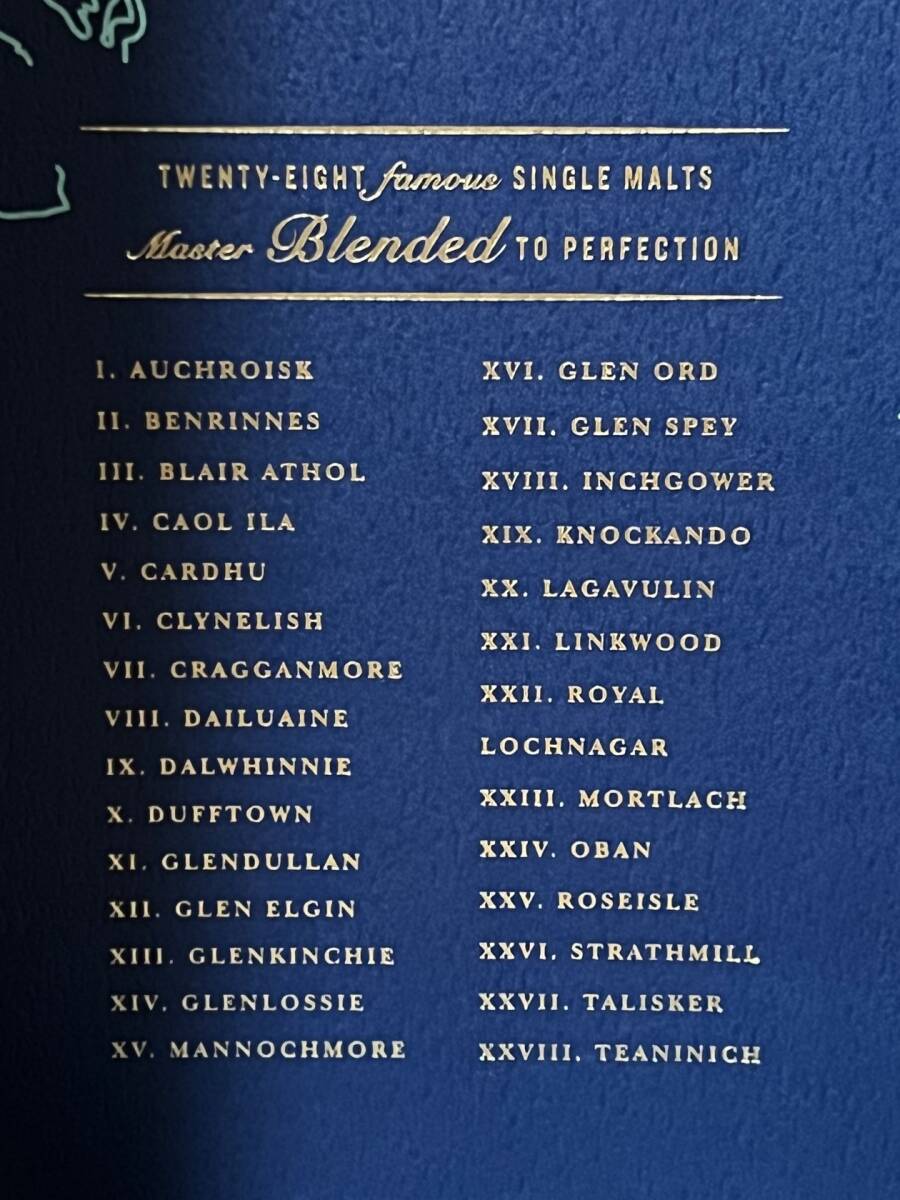 TWENTY-EIGHT famous SINGLE MALTS
Master Blended TO PERFECTION
I. AUCHROISK
II. BENRINNES
III. BLAIR ATHOL
IV. CAOL ILA
V. CARDHU
VI. CLYNELISH
VII. CRAGGANMORE
VIII. DAILUAINE
IX. DALWHINNIE
X. DUFFTOWN
XI. GLENDULLAN
XII. GLEN ELGIN
XIII. GLENKINCHIE
XIV. GLENLOSSIE
XV. MANNOCHMORE
XVI. GLEN ORD
XVII. GLEN SPEY
XVIII. INCHGOWER
XIX. KNOCKANDO
XX. LAGAVULIN
XXI. LINKWOOD
XXII. ROYAL
LOCHNAGAR
XXIII. MORTLACH
XXIV. OBAN
XXV. ROSEISLE
XXVI. STRATHMILL
XXVII. TALISKER
XXVIII. TEANINICH